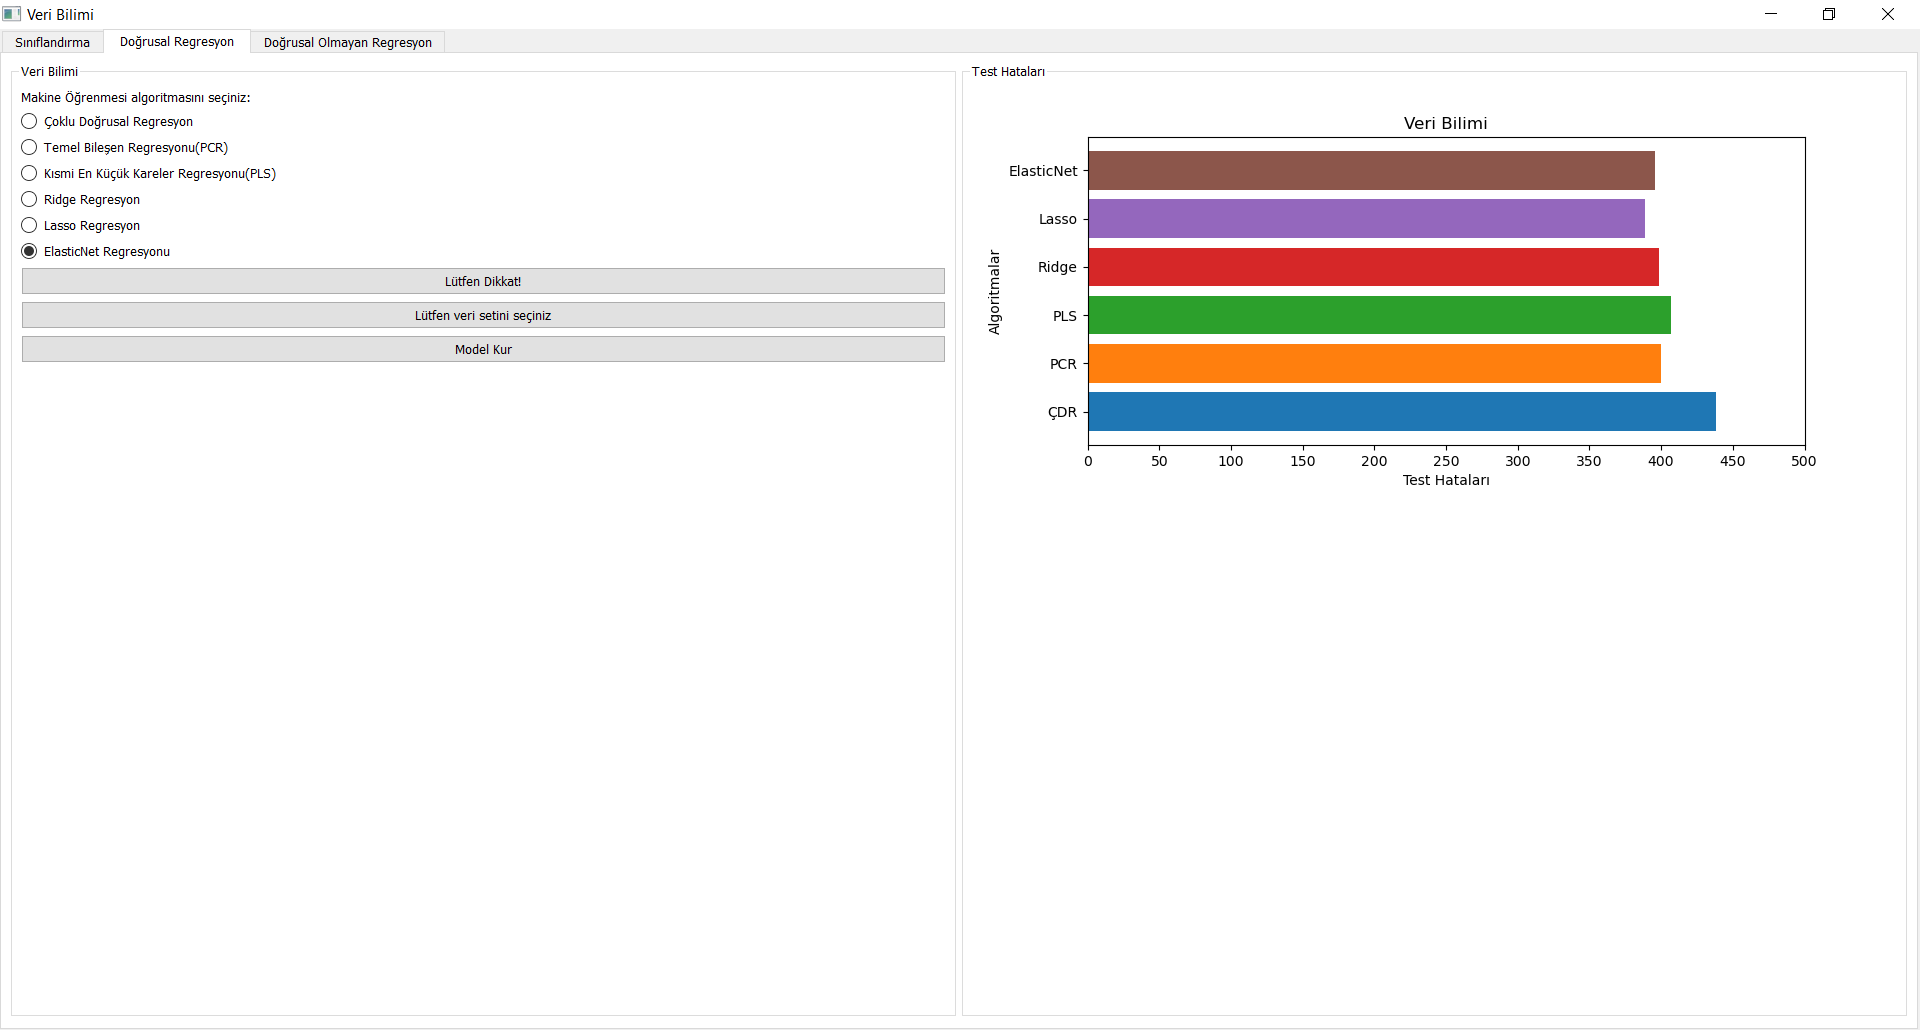 Veri Bilimi
Sınıflandırma
Doğrusal Regresyon
Doğrusal Olmayan Regresyon
Veri Bilimi
Makine Öğrenmesi algoritmasını seçiniz:
Çoklu Doğrusal Regresyon
Temel Bileşen Regresyonu(PCR)
Kısmi En Küçük Kareler Regresyonu(PLS)
Ridge Regresyon
Lasso Regresyon
ElasticNet Regresyonu
Lütfen Dikkat!
Lütfen veri setini seçiniz
Model Kur
Test Hataları
Veri Bilimi
Algoritmalar
ElasticNet
Lasso
Ridge
PLS
PCR
ÇDR
0 50 100 150 200 250 300 350 400 450 500
Test Hataları